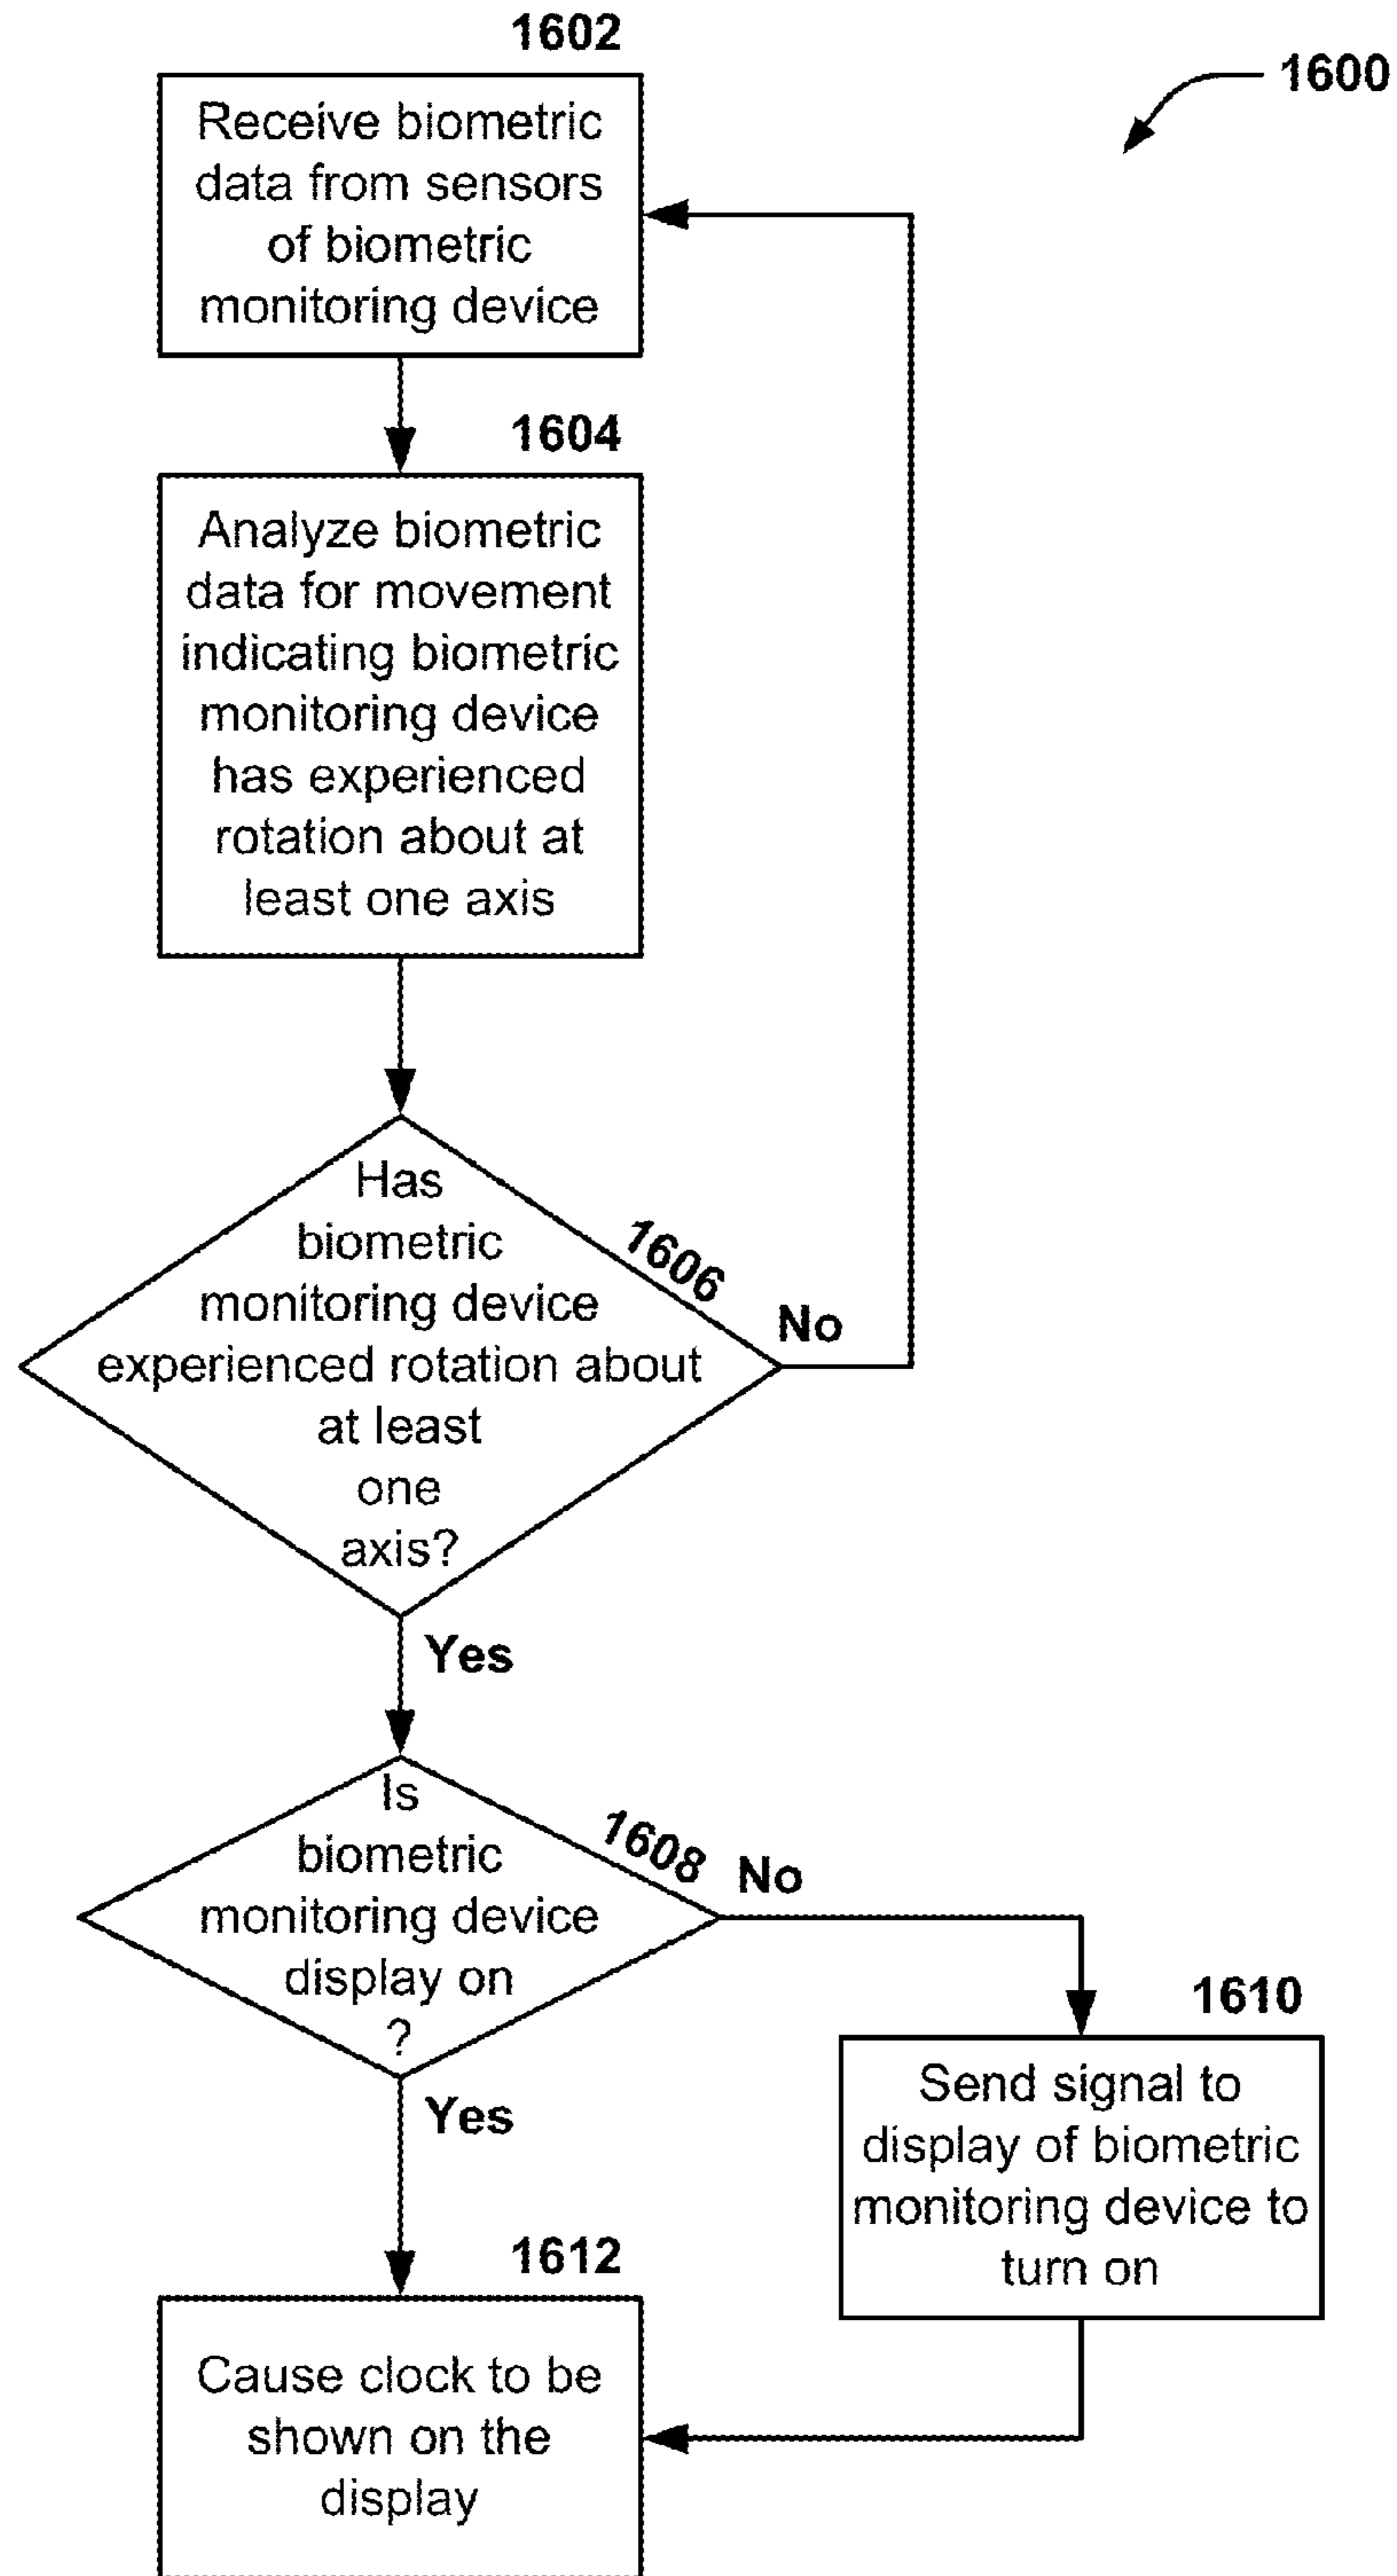 1602
1600
Receive biometric
data from sensors
of biometric
monitoring device
1604
Analyze biometric
data for movement
indicating biometric
monitoring device
has experienced
rotation about at
least one axis
Has
biometric
monitoring device
experienced rotation about
at least
one
axis?
1606
No
Yes
Is
biometric
monitoring device
display on
?
1608
No
Yes
1610
Send signal to
display of biometric
monitoring device to
turn on
1612
Cause clock to be
shown on the
display